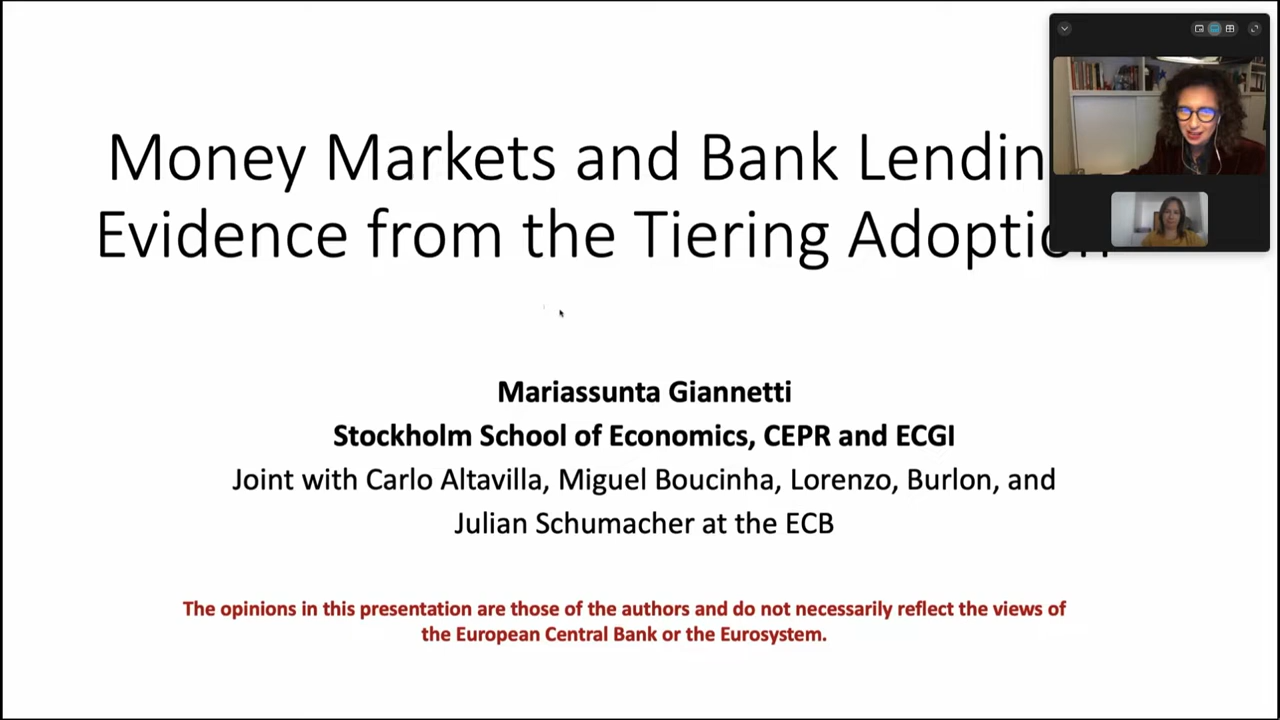 Money Markets and Bank Lendin
Evidence from the Tiering Adoption
Mariassunta Giannetti
Stockholm School of Economics, CEPR and ECGI
Joint with Carlo Altavilla, Miguel Boucinha, Lorenzo, Burlon, and
Julian Schumacher at the ECB
The opinions in this presentation are those of the authors and do not necessarily reflect the views of
the European Central Bank or the Eurosystem.